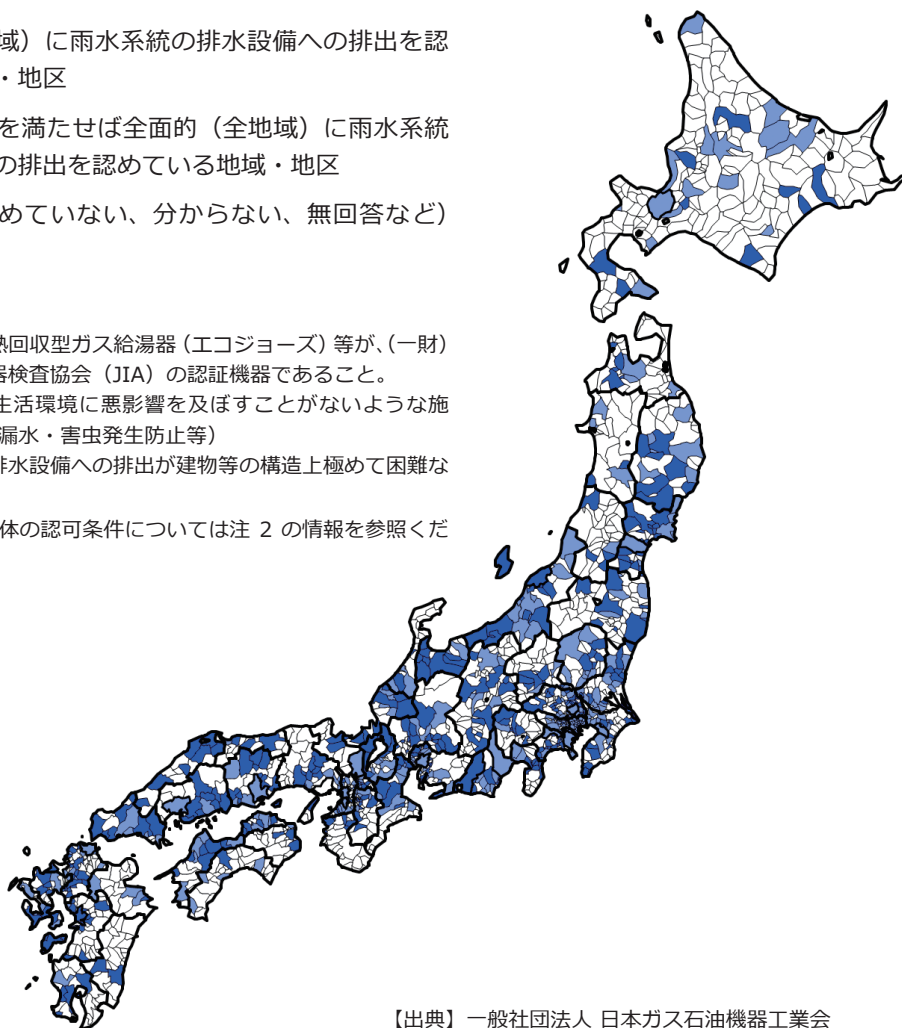 域）に雨水系統の排水設備への排出を認
・地区
を満たせば全面的（全地域）に雨水系統
の排出を認めている地域・地区
めていない、分からない、無回答など）
熱回収型ガス給湯器（エコジョーズ）等が、（一財）
器検査協会（JIA）の認証機器であること。
生活環境に悪影響を及ぼすことがないような施
漏水・害虫発生防止等）
排水設備への排出が建物等の構造上極めて困難な
体の認可条件については注 2 の情報を参照くだ
【出典】一般社団法人 日本ガス石油機器工業会